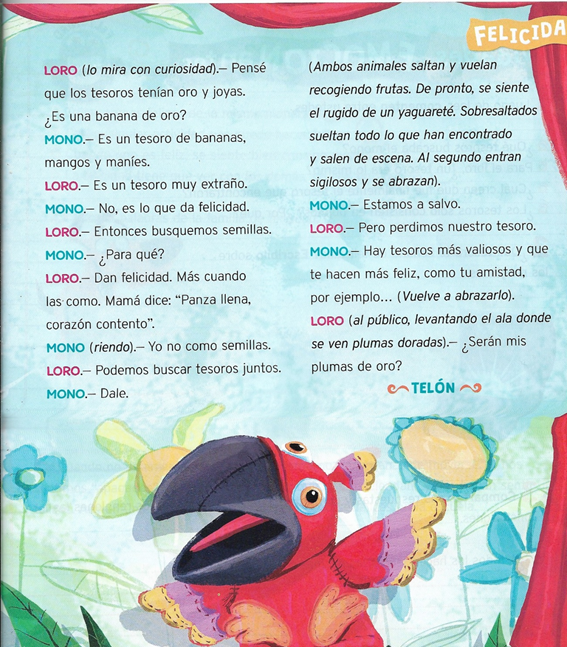 FELICIDA
LORO (lo mira con curiosidad).– Pensé
que los tesoros tenían oro y joyas.
¿Es una banana de oro?
MONO.– Es un tesoro de bananas,
mangos y maníes.
LORO.– Es un tesoro muy extraño.
MONO.– No, es lo que da felicidad.
LORO.– Entonces busquemos semillas.
MONO.– ¿Para qué?
LORO.– Dan felicidad. Más cuando
las como. Mamá dice: “Panza llena,
corazón contento”.
MONO (riendo).– Yo no como semillas.
LORO.– Podemos buscar tesoros juntos.
MONO.– Dale.
(Ambos animales saltan y vuelan
recogiendo frutas. De pronto, se siente
el rugido de un yaguareté. Sobresaltados
sueltan todo lo que han encontrado
y salen de escena. Al segundo entran
sigilosos y se abrazan).
MONO.– Estamos a salvo.
LORO.– Pero perdimos nuestro tesoro.
MONO.– Hay tesoros más valiosos y que
te hacen más feliz, como tu amistad,
por ejemplo... (Vuelve a abrazarlo).
LORO (al público, levantando el ala donde
se ven plumas doradas).– ¿Serán mis
plumas de oro?
TELÓN